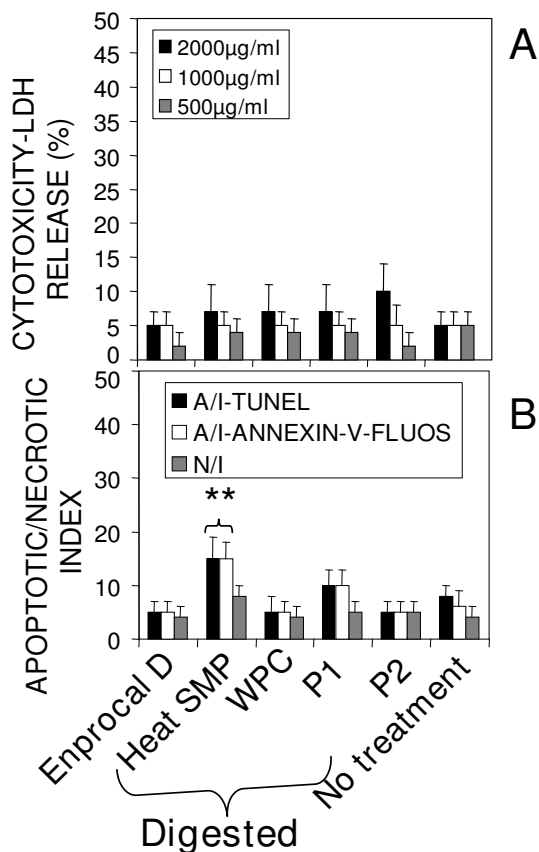 A
CYTOTOXICITY-LDH
RELEASE (%)
50
45
40
35
30
25
20
15
10
5
0
2000µg/ml
1000µg/ml
500µg/ml
B
APOPTOTIC/NECROTIC
INDEX
50
40
30
20
10
0
A/I-TUNEL
A/I-ANNEXIN-V-FLUOS
N/I
**
Enprocal D
Heat SMP
WPC
P1
P2
No treatment
Digested